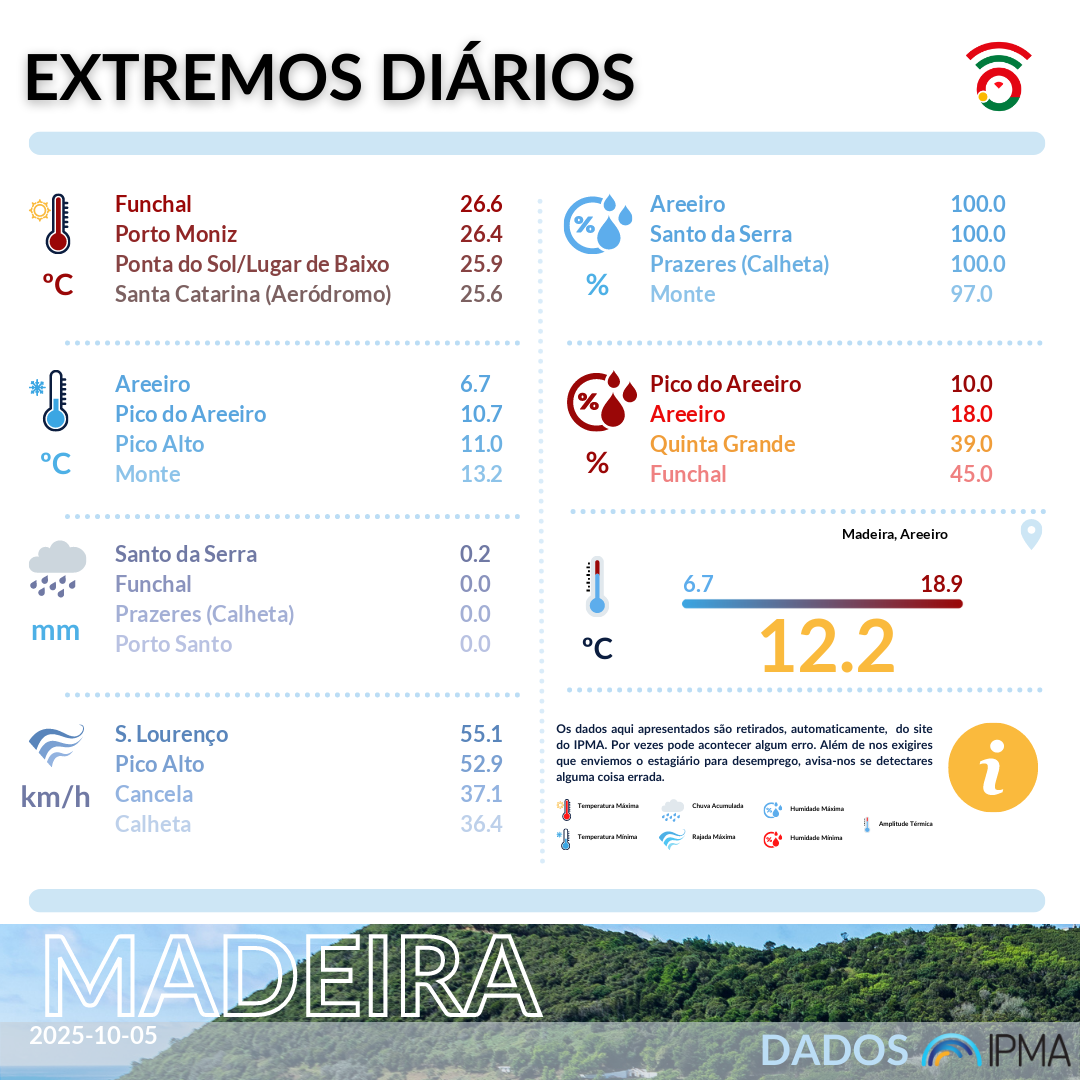 EXTREMOS DIÁRIOS
Funchal 26.6
Porto Moniz 26.4
Ponta do Sol/Lugar de Baixo 25.9
Santa Catarina (Aeródromo) 25.6
ºC
Areeiro 6.7
Pico do Areeiro 10.7
Pico Alto 11.0
Monte 13.2
ºC
Santo da Serra 0.2
Funchal 0.0
Prazeres (Calheta) 0.0
Porto Santo 0.0
mm
S. Lourenço 55.1
Pico Alto 52.9
Cancela 37.1
Calheta 36.4
km/h
%
Areeiro 100.0
Santo da Serra 100.0
Prazeres (Calheta) 100.0
Monte 97.0
%
%
Pico do Areeiro 10.0
Areeiro 18.0
Quinta Grande 39.0
Funchal 45.0
%
Madeira, Areeiro
6.7 18.9
12.2
ºC
Os dados aqui apresentados são retirados, automaticamente, do site
do IPMA. Por vezes pode acontecer algum erro. Além de nos exigires
que enviemos o estagiário para desemprego, avisa-nos se detectares
alguma coisa errada.
i
Temperatura Máxima
Chuva Acumulada
Humidade Máxima
Amplitude Térmica
Temperatura Mínima
Rajada Máxima
Humidade Mínima
MADEIRA
2025-10-05
DADOS IPMA